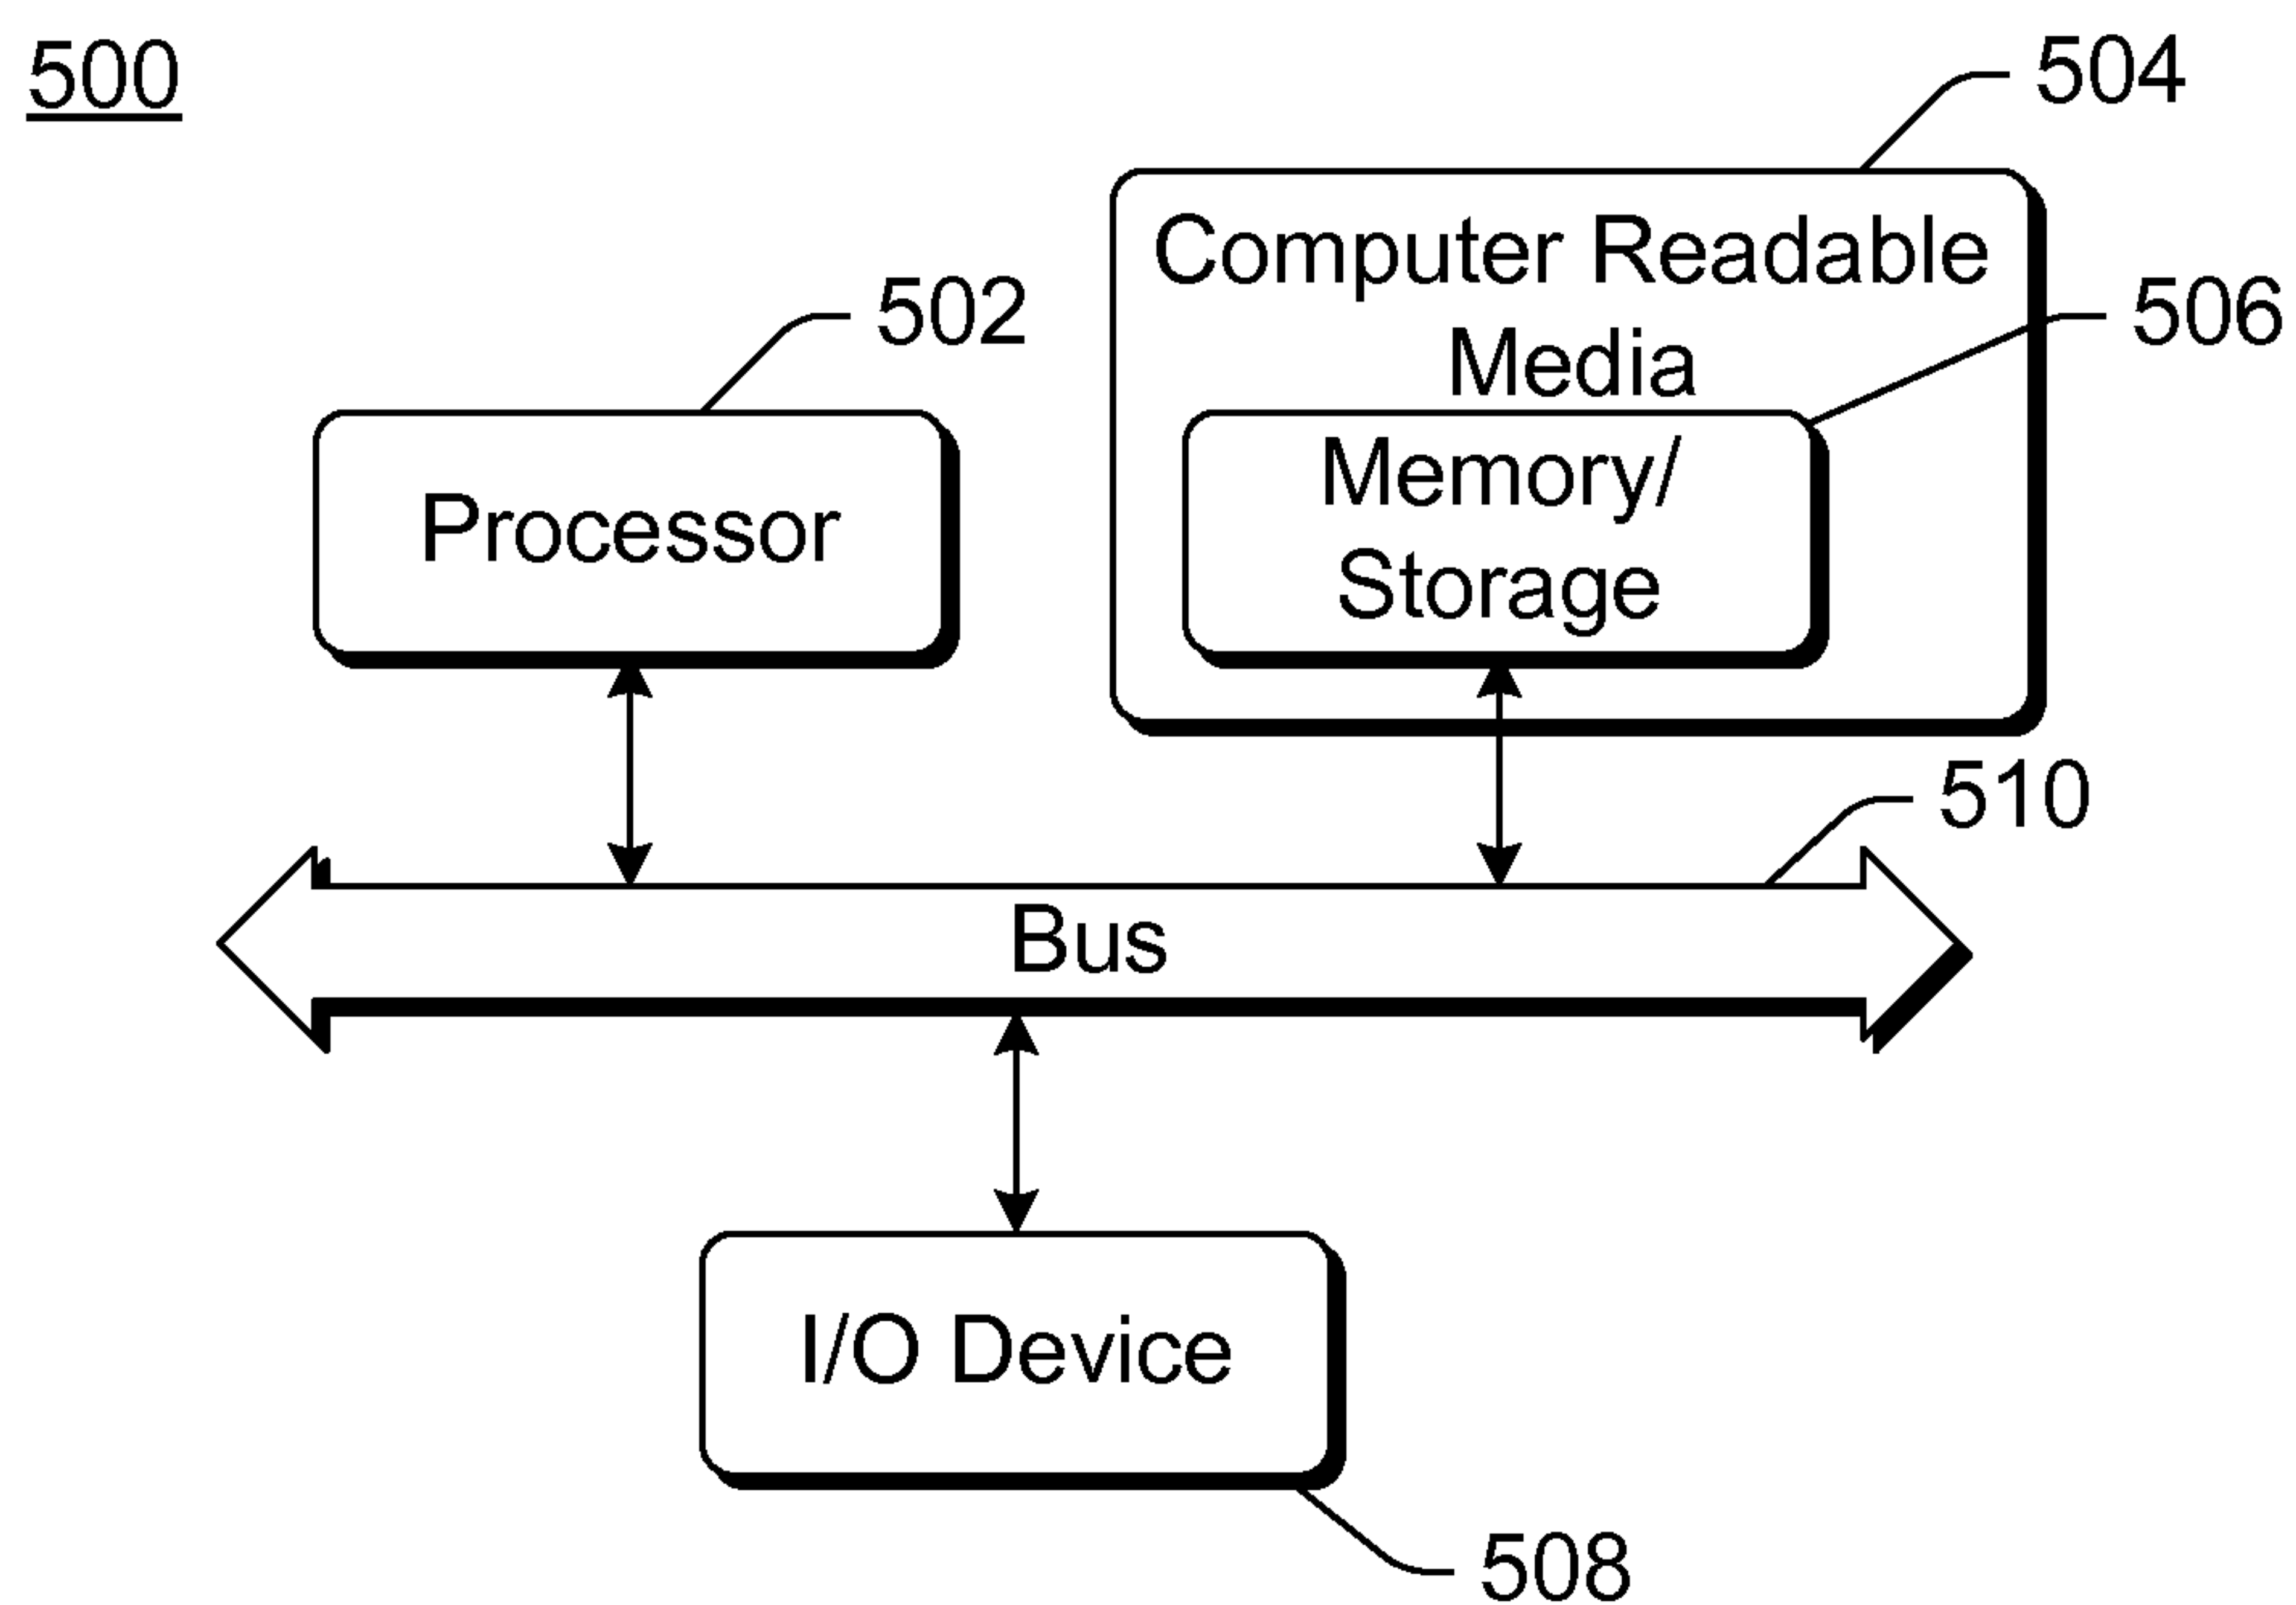 500
504
Computer Readable
Media
506
502
Memory/
Storage
Processor
510
Bus
I/O Device
508